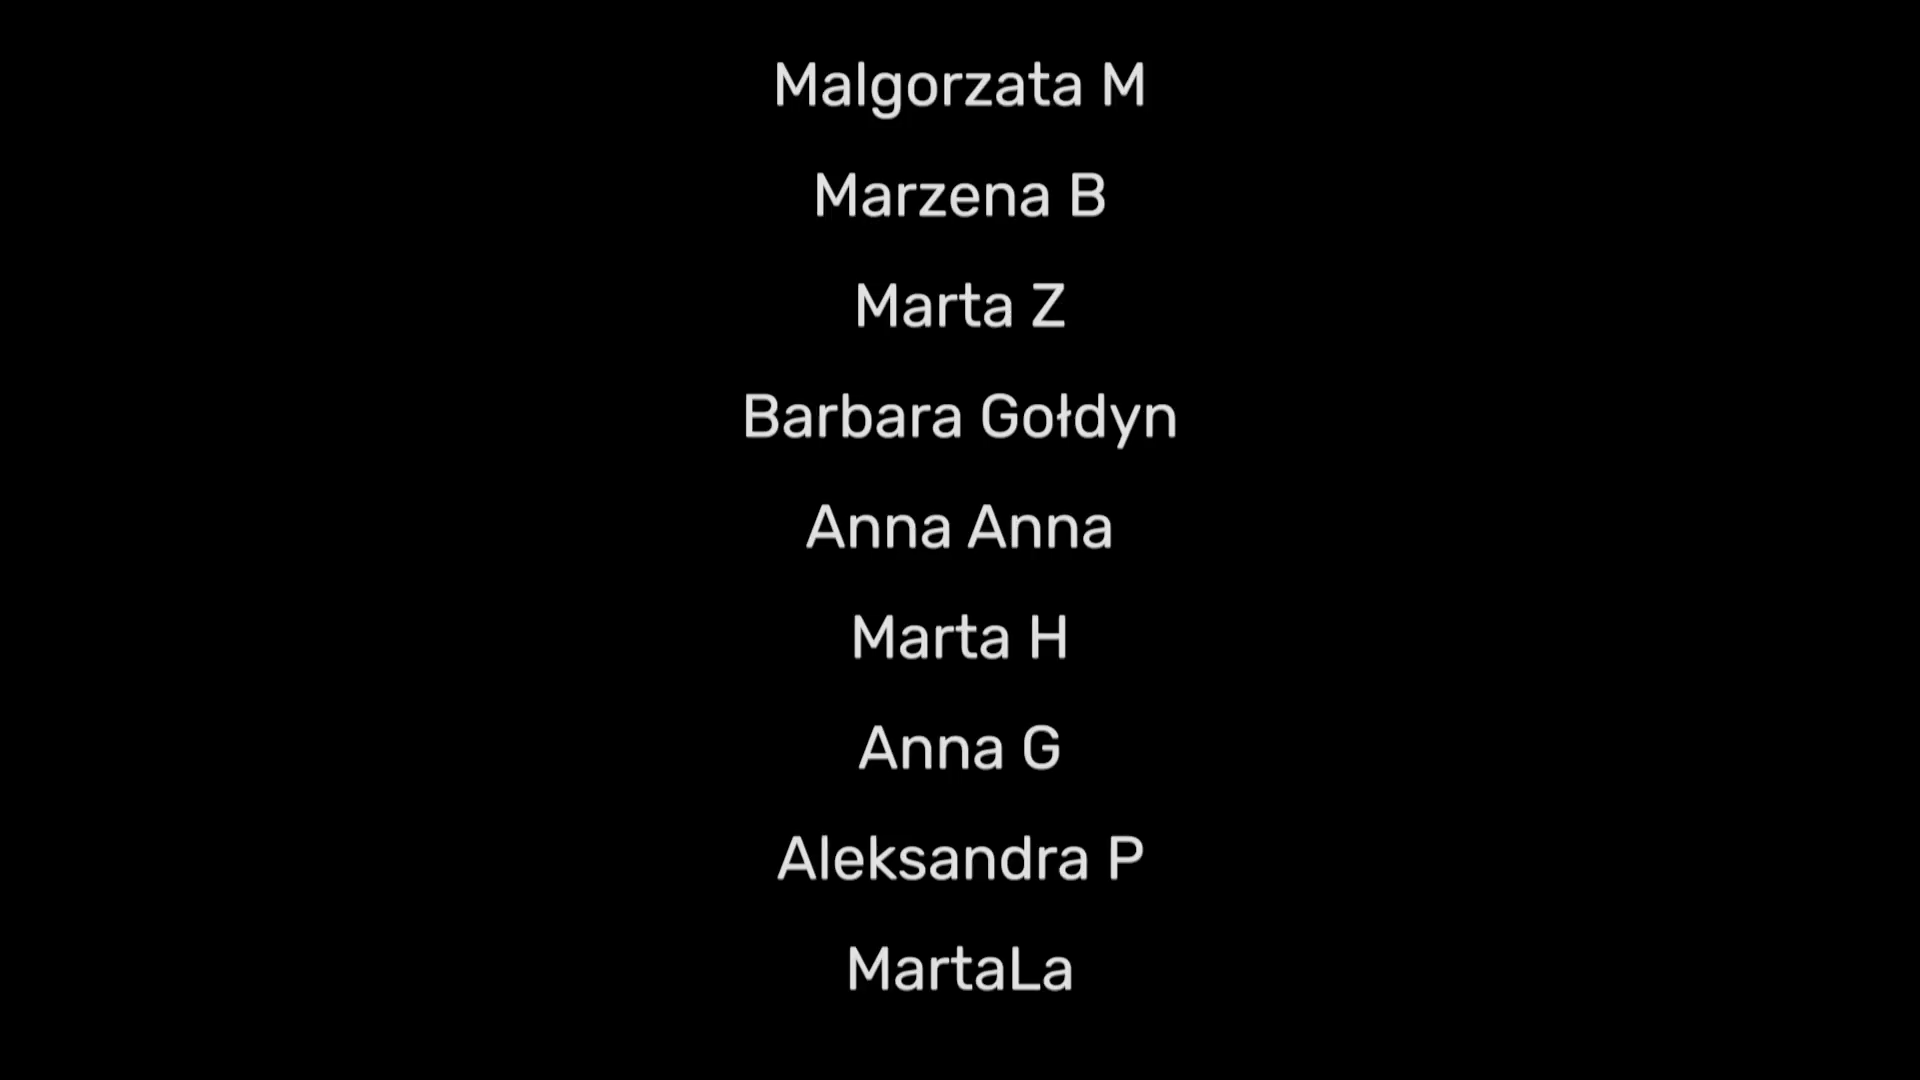 Malgorzata M
Marzena B
Marta Z
Barbara Gołdyn
Anna Anna
Marta H
Anna G
Aleksandra P
MartaLa